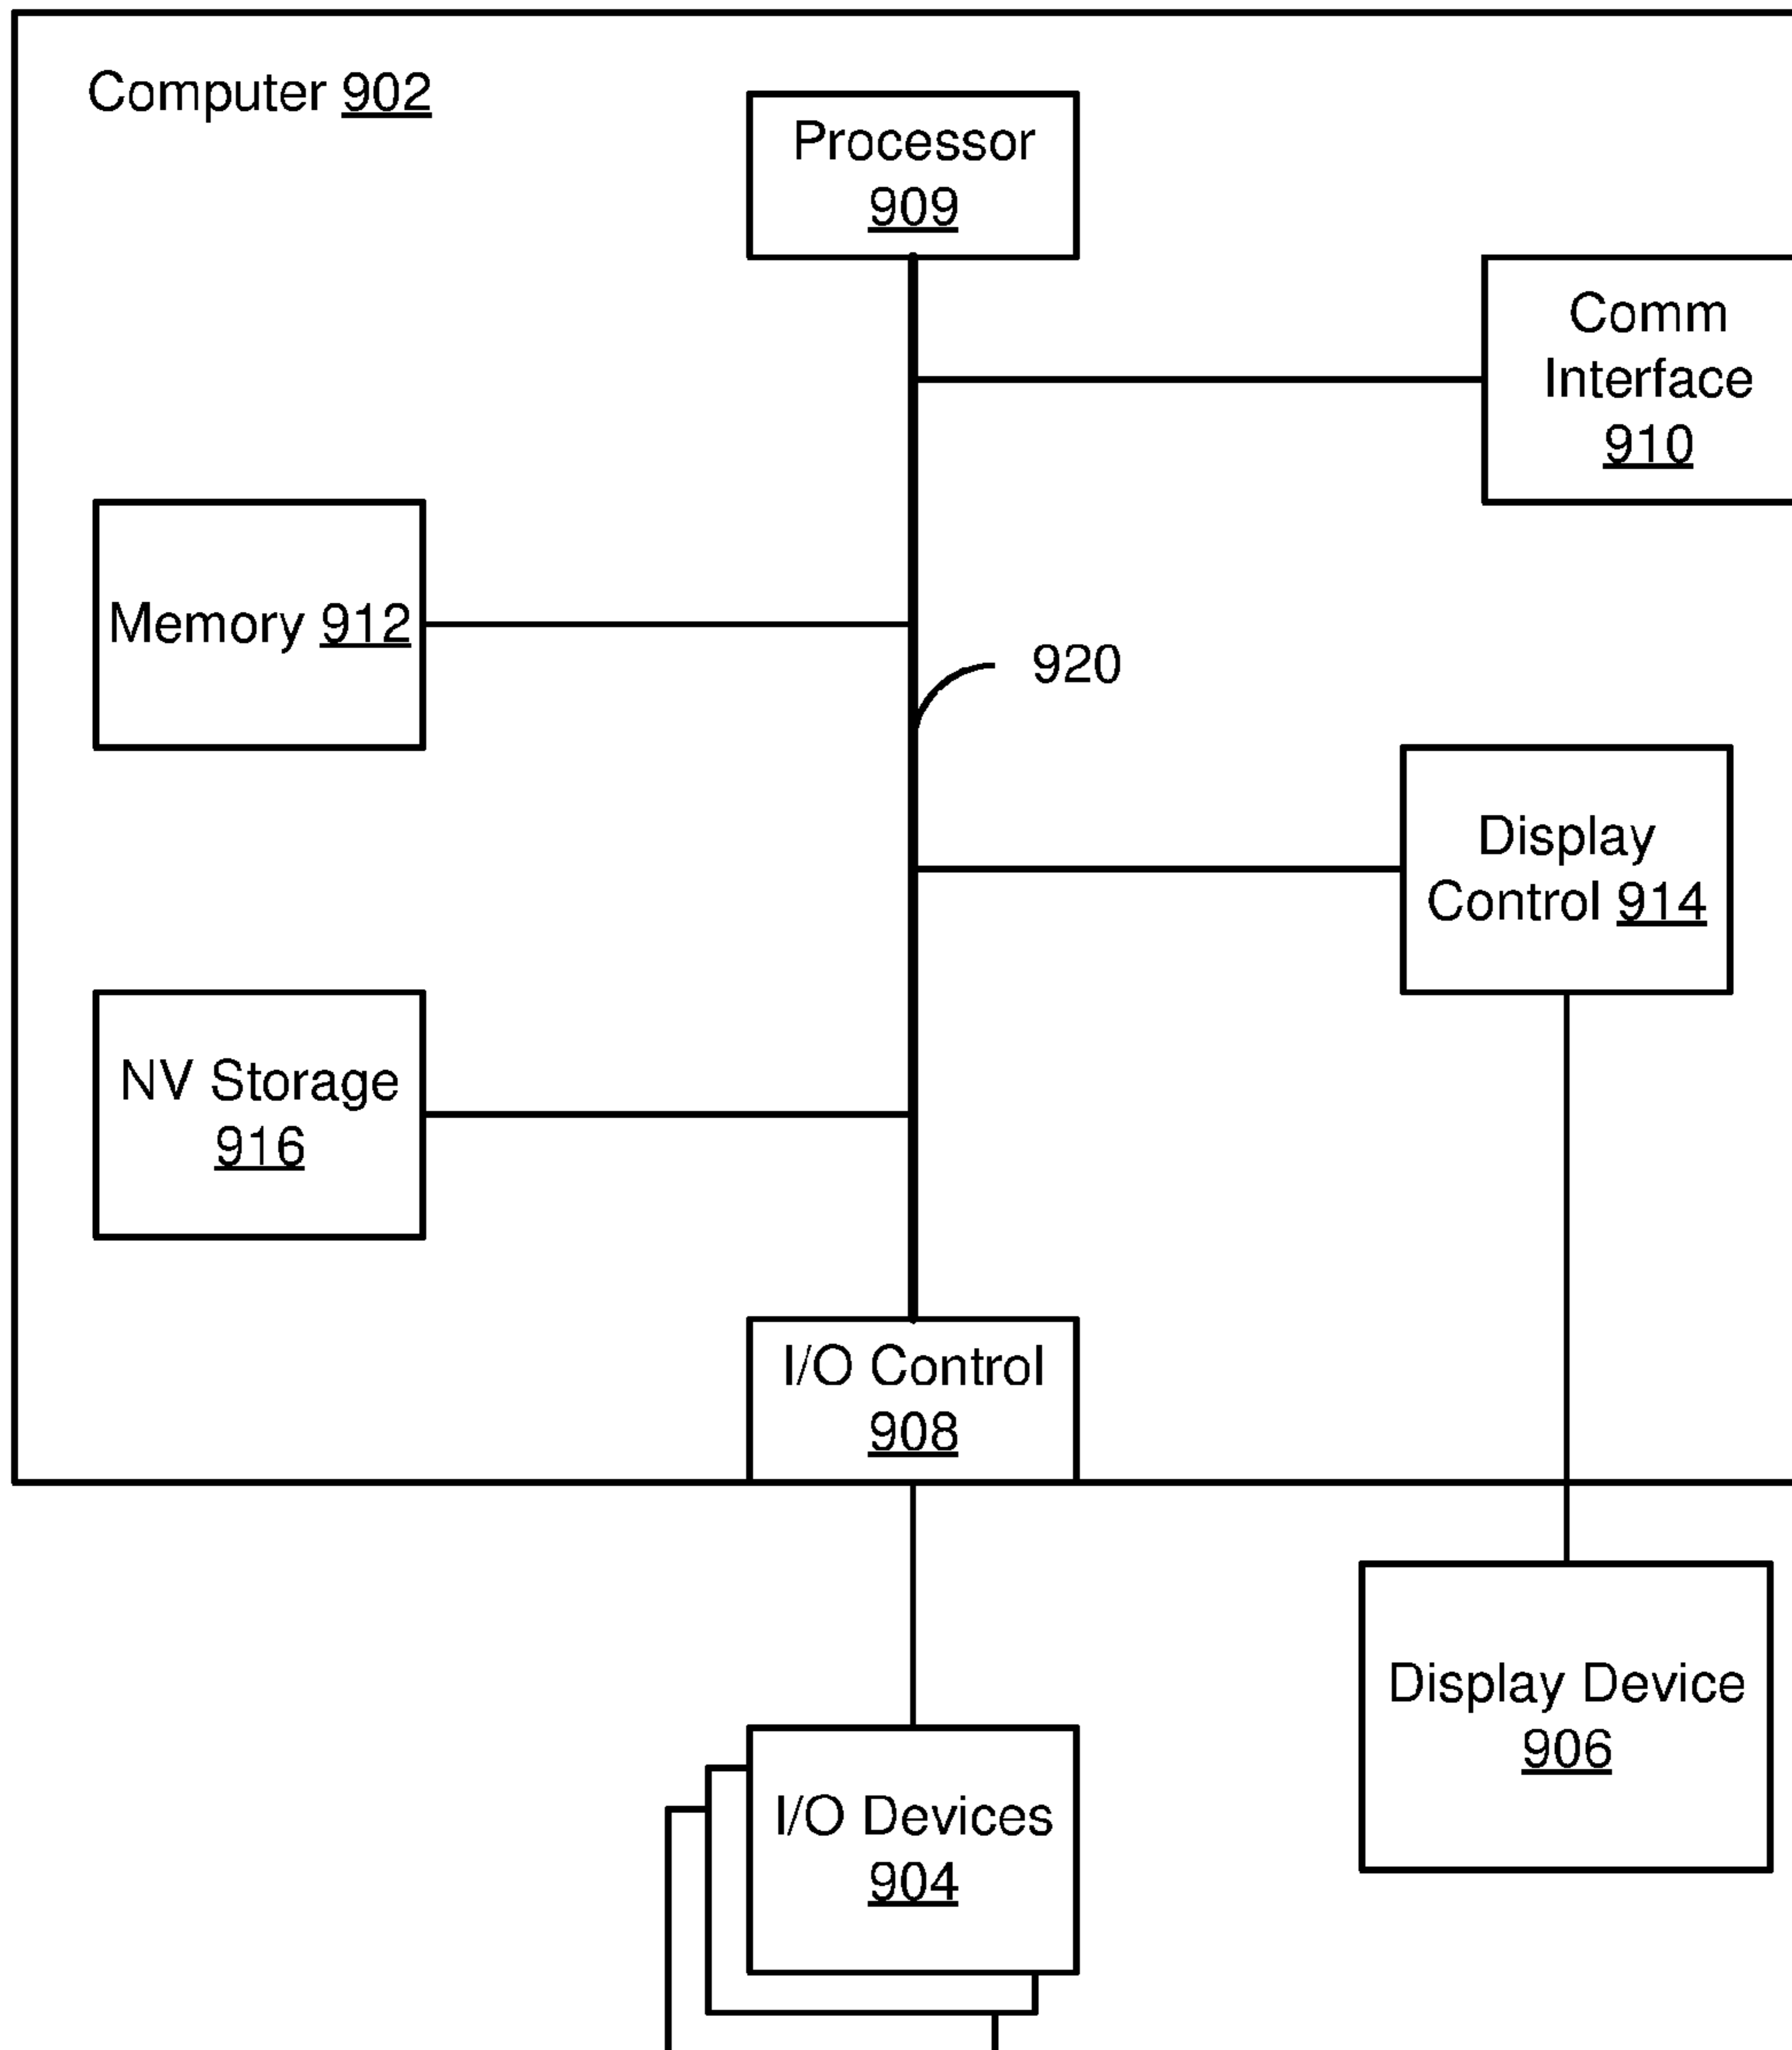 Computer 902
Processor
909
Comm
Interface
910
Memory 912
920
Display
Control 914
NV Storage
916
I/O Control
908
Display Device
906
I/O Devices
904